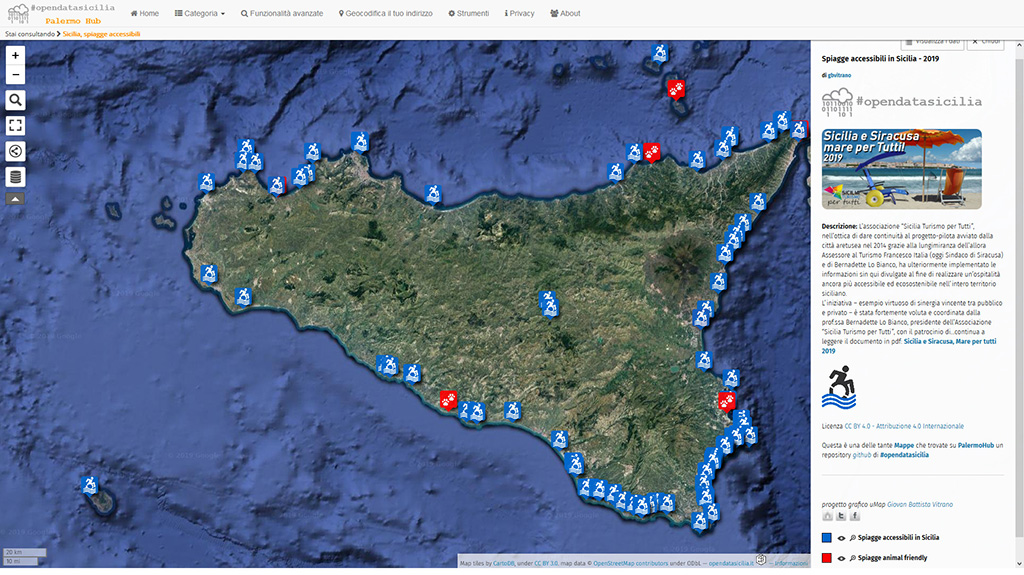 #opendatasicilia
Palermo Hub
Home
Categoria
Funzionalità avanzate
Geocodifica il tuo indirizzo
Strumenti
Privacy
About
Stai consultando > Sicilia, spiagge accessibili
+
−
Visualizza i dati
Chiudi
Spiagge accessibili in Sicilia - 2019
di gbvitrano
#opendatasicilia
Sicilia e Siracusa
mare per Tutti!
2019
per tutti
Descrizione: L'associazione "Sicilia Turismo per Tutti",
nell'ottica di dare continuità al progetto-pilota avviato dalla
città aretusea nel 2014 grazie alla lungimiranza dell'allora
Assessore al Turismo Francesco Italia (oggi Sindaco di Siracusa)
e di Bernadette Lo Bianco, ha ulteriormente implementato le
informazioni sin qui divulgate al fine di realizzare un'ospitalità
ancora più accessibile ed ecosostenibile nell'intero territorio
siciliano.
L'iniziativa – esempio virtuoso di sinergia vincente tra pubblico
e privato – è stata fortemente voluta e coordinata dalla
prof.ssa Bernadette Lo Bianco, presidente dell'Associazione
"Sicilia Turismo per Tutti", con il patrocinio di..continua a
leggere il documento in pdf. Sicilia e Siracusa, Mare per tutti
2019
Licenza CC BY 4.0 - Attribuzione 4.0 Internazionale
Questa è una delle tante Mappe che trovate su PalermoHub un
repository github di #opendatasicilia
progetto grafico uMap Giovan Battista Vitrano
Spiagge accessibili in Sicilia
Spiagge animal friendly
20 km
10 mi
Map tiles by CartoDB, under CC BY 3.0. map data © OpenStreetMap contributors under ODbL — opendatasicilia.it — Informazioni